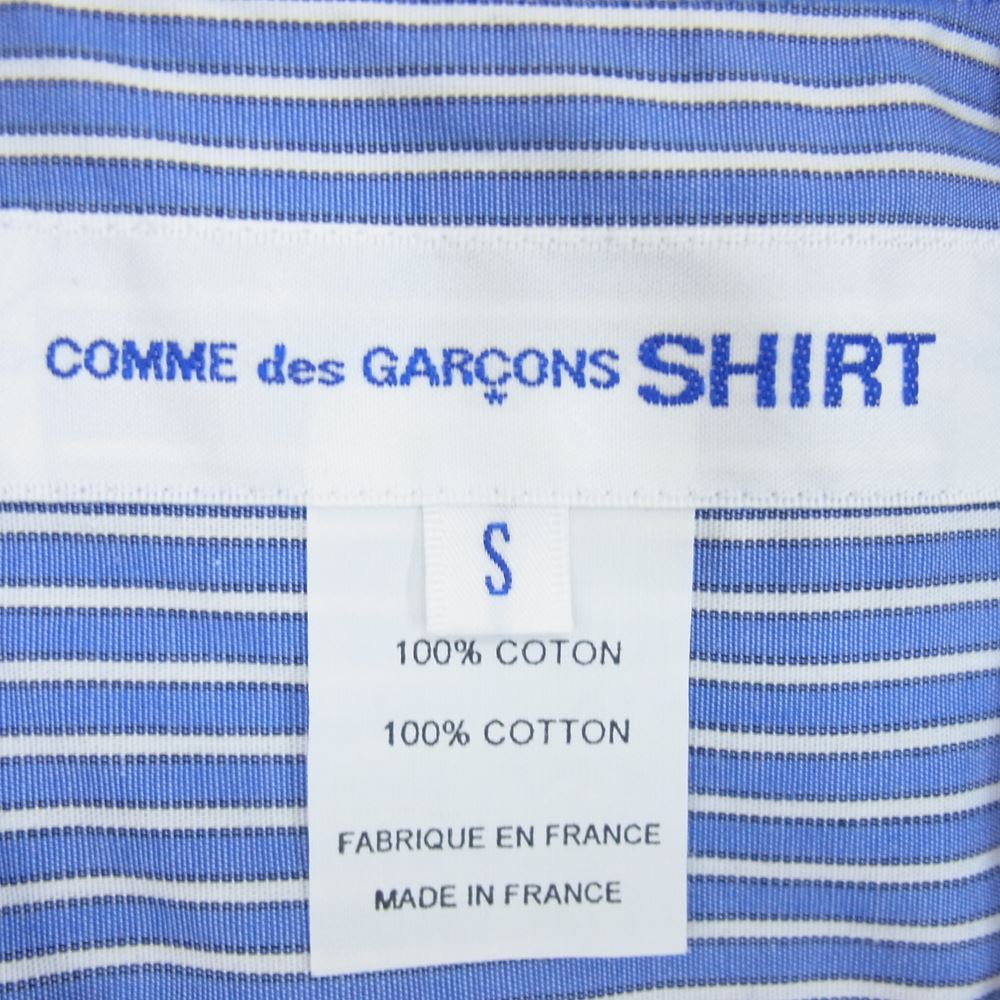 COMME des GARÇONS SHIRT
S
100% COTON
100% COTTON
FABRIQUE EN FRANCE
MADE IN FRANCE